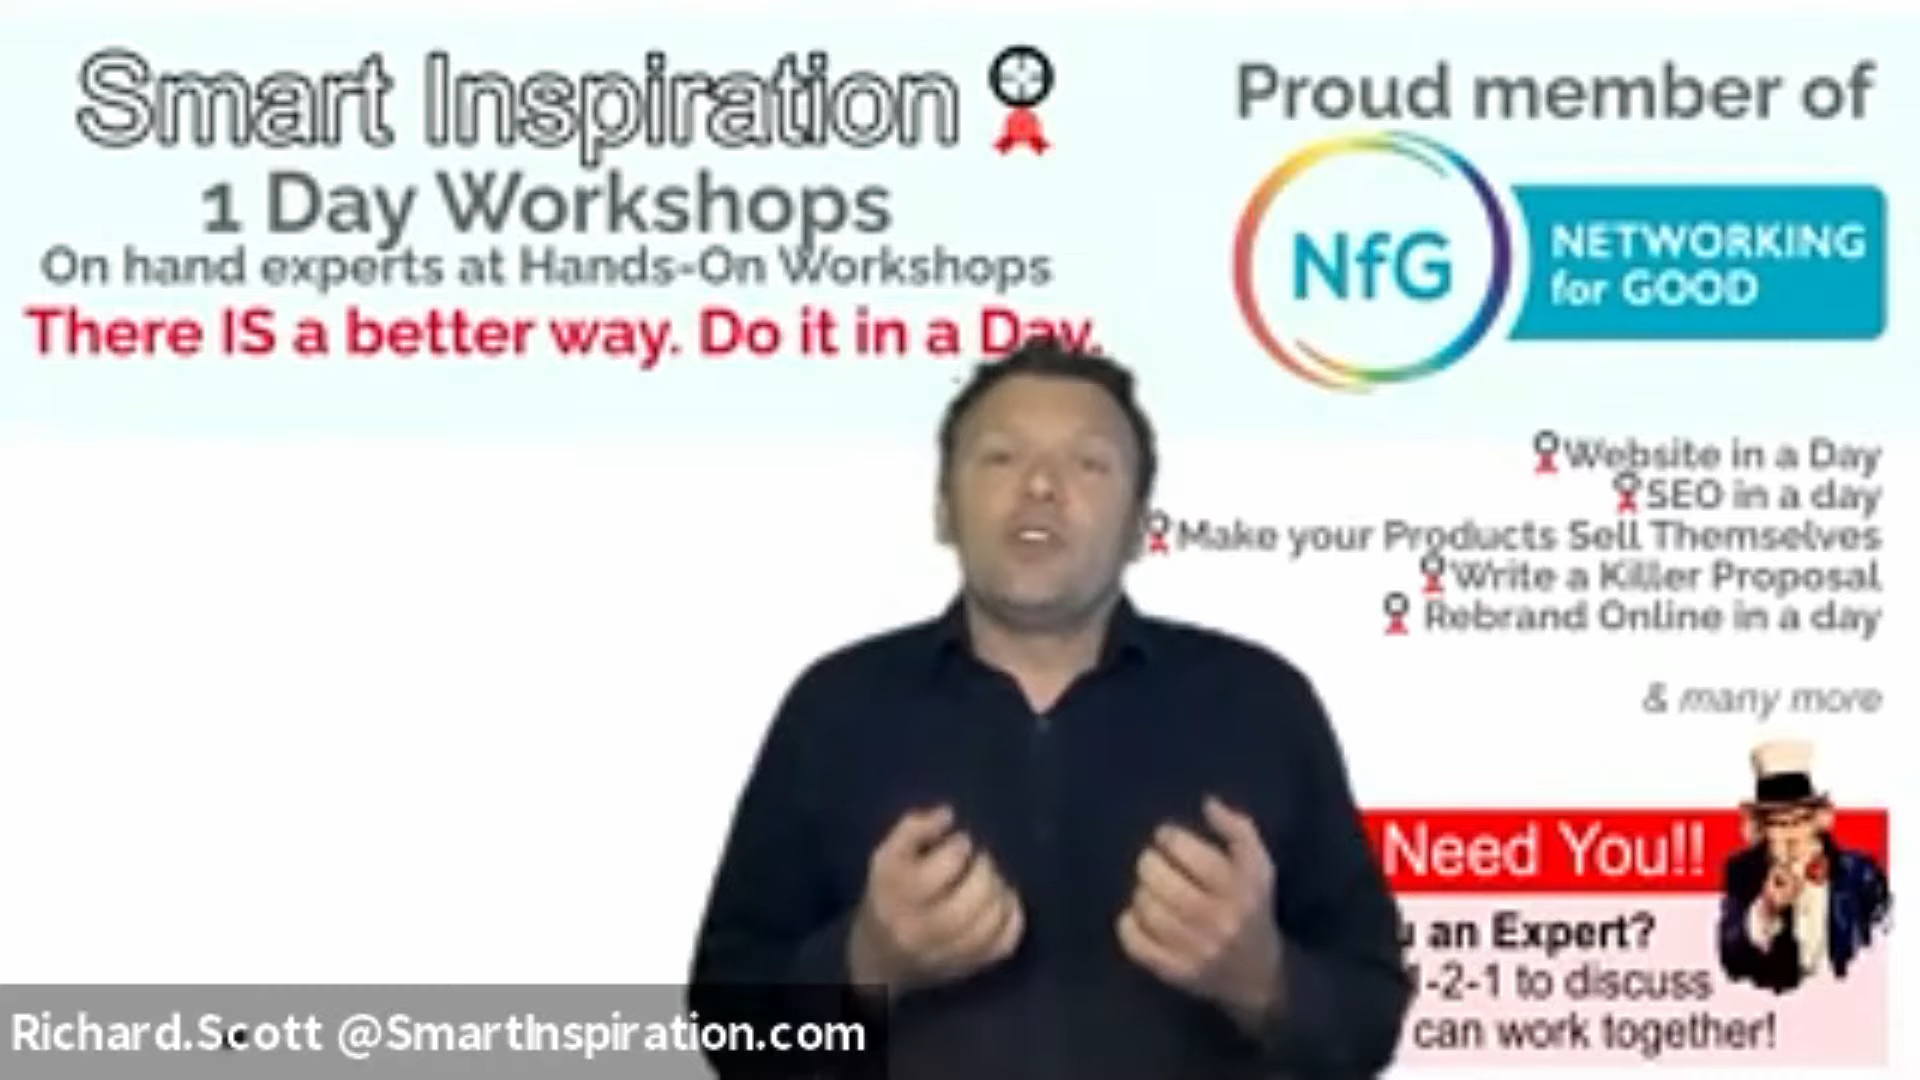 Smart Inspiration
1 Day Workshops
On hand experts at Hands-On Workshops
There IS a better way. Do it in a Day.
Proud member of
NfG
NETWORKING
for GOOD
Website in a Day
SEO in a day
Make your Products Sell Themselves
Write a Killer Proposal
Rebrand Online in a day
& many more
Need You!!
an Expert?
1-2-1 to discuss
can work together!
Richard.Scott @SmartInspiration.com